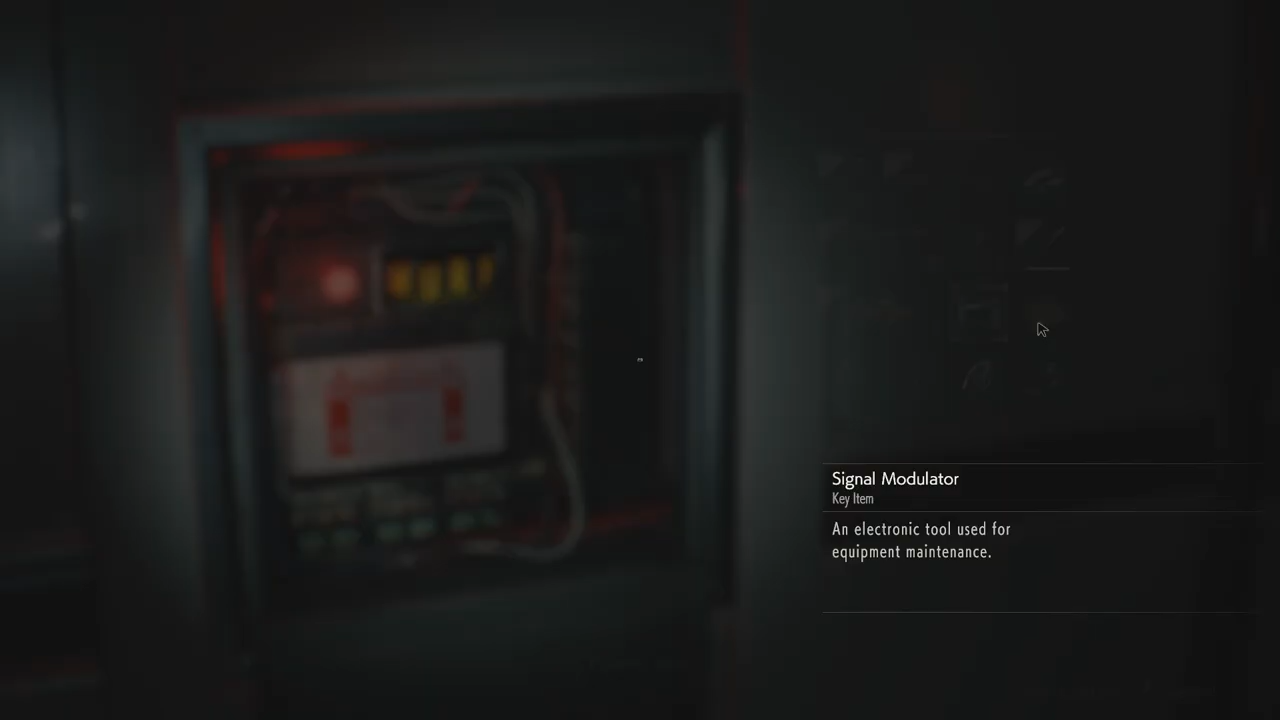 Signal Modulator
Key Item
An electronic tool used for
equipment maintenance.